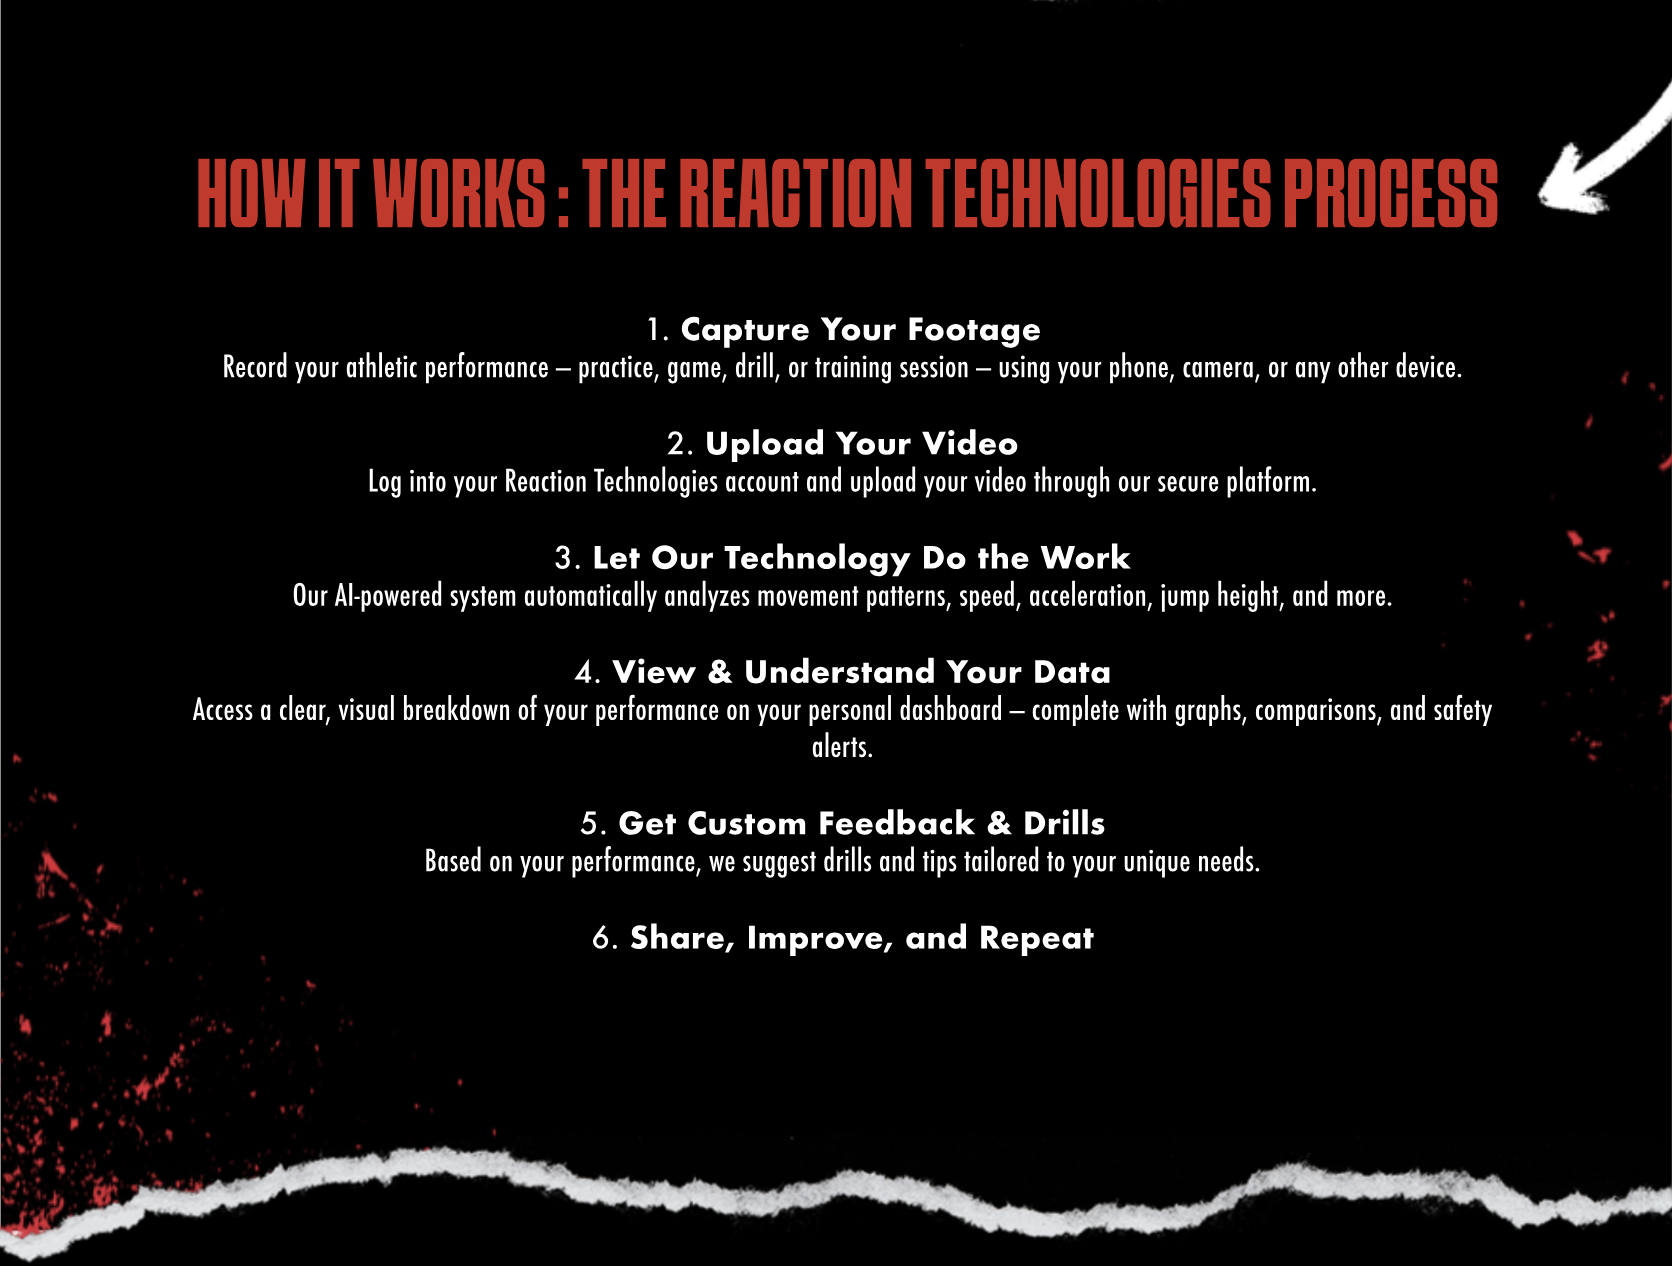 HOW IT WORKS : THE REACTION TECHNOLOGIES PROCESS
1. Capture Your Footage
Record your athletic performance – practice, game, drill, or training session – using your phone, camera, or any other device.
2. Upload Your Video
Log into your Reaction Technologies account and upload your video through our secure platform.
3. Let Our Technology Do the Work
Our AI-powered system automatically analyzes movement patterns, speed, acceleration, jump height, and more.
4. View & Understand Your Data
Access a clear, visual breakdown of your performance on your personal dashboard – complete with graphs, comparisons, and safety
alerts.
5. Get Custom Feedback & Drills
Based on your performance, we suggest drills and tips tailored to your unique needs.
6. Share, Improve, and Repeat